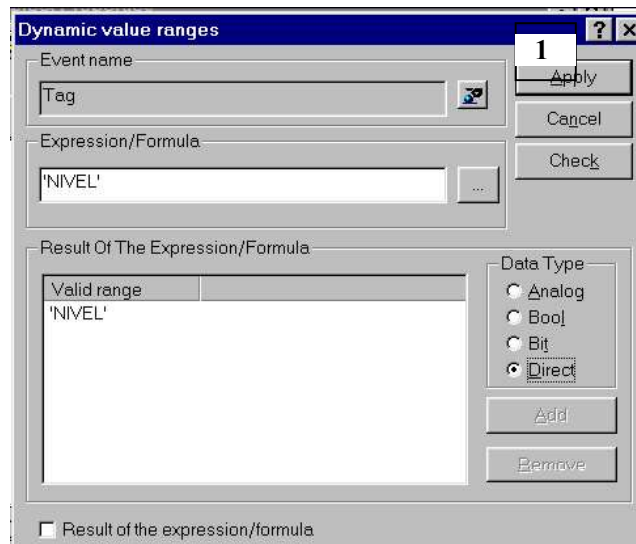 Dynamic value ranges
? ×
1
Event name
Tag
Apply
Cancel
Check
Expression/Formula
'NIVEL'
...
Result Of The Expression/Formula
Valid range
'NIVEL'
Data Type
Analog
Bool
Bit
Direct
Add
Remove
Result of the expression/formula